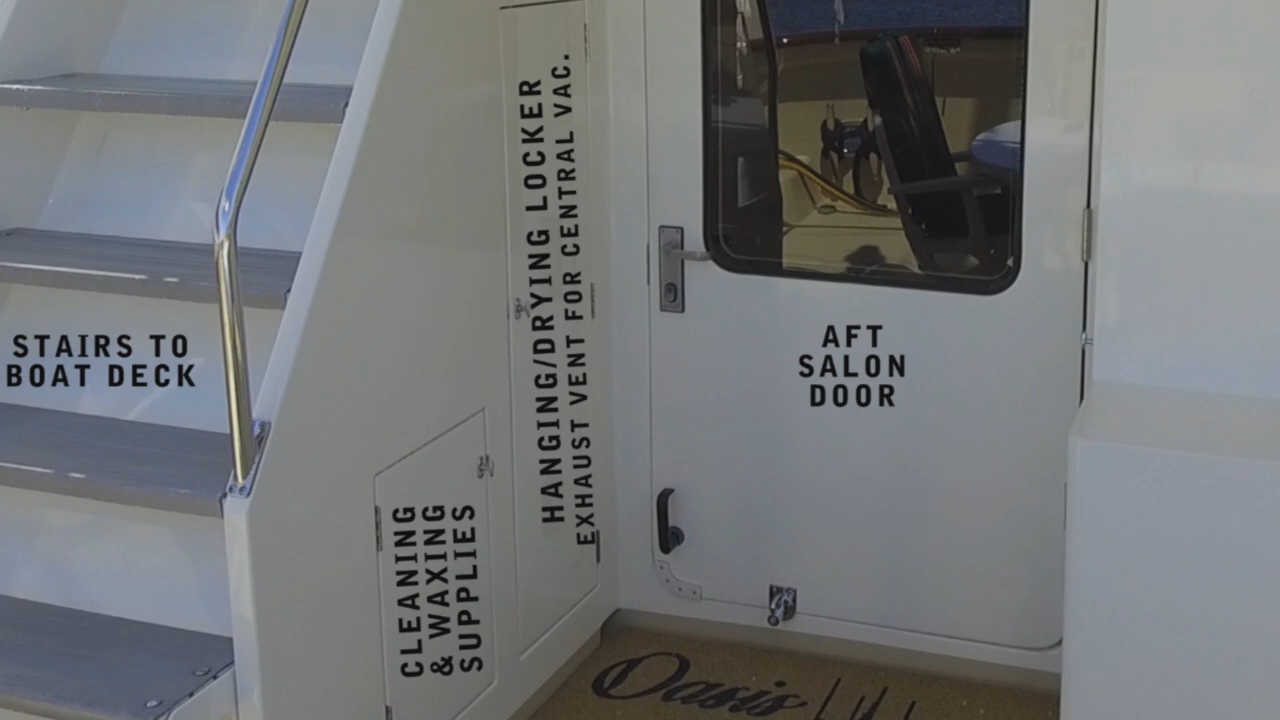 STAIRS TO
BOAT DECK
CLEANING
& WAXING
SUPPLIES
HANGING/DRYING LOCKER
EXHAUST VENT FOR CENTRAL VAC.
AFT
SALON
DOOR
Oasis